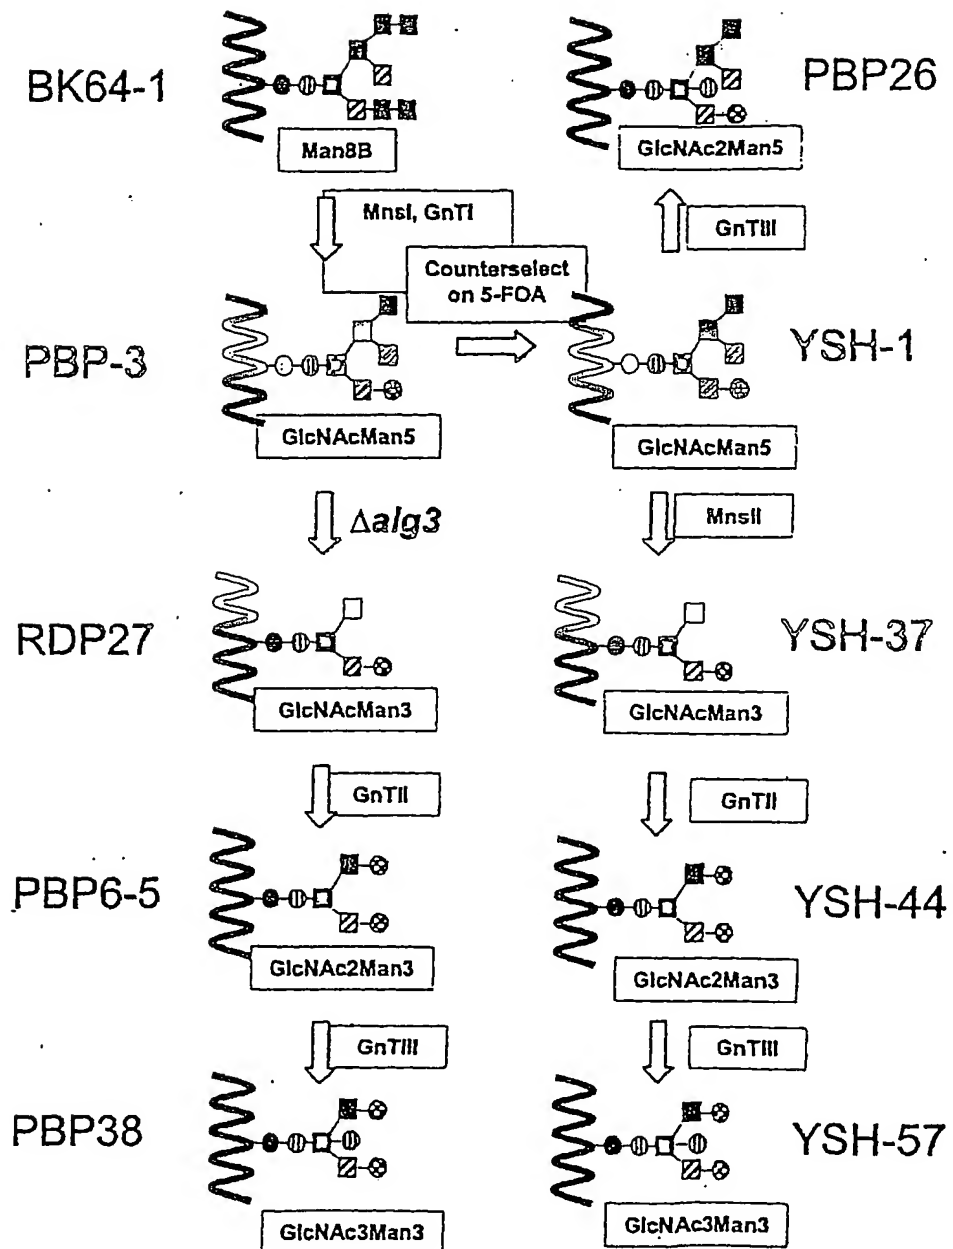 BK64-1
Man8B
PBP26
GlcNAc2Man5
MnsI, GnTI
GnTIII
Counterselect
on 5-FOA
PBP-3
GlcNAcMan5
YSH-1
GlcNAcMan5
Δalg3
MnsII
RDP27
GlcNAcMan3
YSH-37
GlcNAcMan3
GnTII
GnTII
PBP6-5
GlcNAc2Man3
YSH-44
GlcNAc2Man3
GnTIII
GnTIII
PBP38
GlcNAc3Man3
YSH-57
GlcNAc3Man3